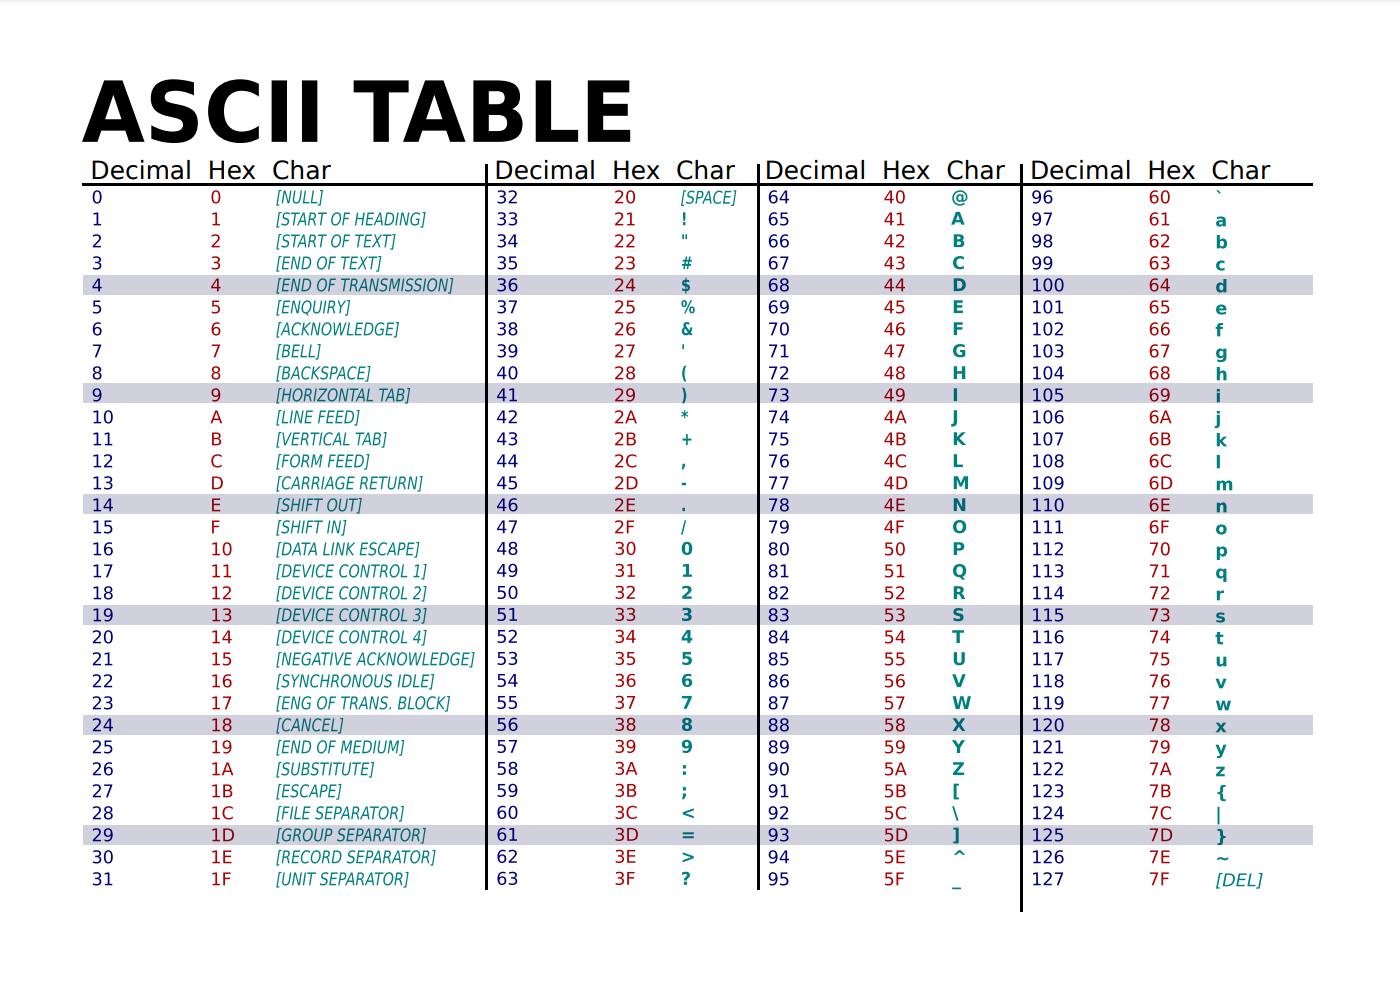 ASCII TABLE
Decimal Hex Char Decimal Hex Char Decimal Hex Char Decimal Hex Char
0 0 [NULL] 32 20 [SPACE] 64 40 @ 96 60 `
1 1 [START OF HEADING] 33 21 ! 65 41 A 97 61 a
2 2 [START OF TEXT] 34 22 " 66 42 B 98 62 b
3 3 [END OF TEXT] 35 23 # 67 43 C 99 63 c
4 4 [END OF TRANSMISSION] 36 24 $ 68 44 D 100 64 d
5 5 [ENQUIRY] 37 25 % 69 45 E 101 65 e
6 6 [ACKNOWLEDGE] 38 26 & 70 46 F 102 66 f
7 7 [BELL] 39 27 ' 71 47 G 103 67 g
8 8 [BACKSPACE] 40 28 ( 72 48 H 104 68 h
9 9 [HORIZONTAL TAB] 41 29 ) 73 49 I 105 69 i
10 A [LINE FEED] 42 2A * 74 4A J 106 6A j
11 B [VERTICAL TAB] 43 2B + 75 4B K 107 6B k
12 C [FORM FEED] 44 2C , 76 4C L 108 6C l
13 D [CARRIAGE RETURN] 45 2D - 77 4D M 109 6D m
14 E [SHIFT OUT] 46 2E . 78 4E N 110 6E n
15 F [SHIFT IN] 47 2F / 79 4F O 111 6F o
16 10 [DATA LINK ESCAPE] 48 30 0 80 50 P 112 70 p
17 11 [DEVICE CONTROL 1] 49 31 1 81 51 Q 113 71 q
18 12 [DEVICE CONTROL 2] 50 32 2 82 52 R 114 72 r
19 13 [DEVICE CONTROL 3] 51 33 3 83 53 S 115 73 s
20 14 [DEVICE CONTROL 4] 52 34 4 84 54 T 116 74 t
21 15 [NEGATIVE ACKNOWLEDGE] 53 35 5 85 55 U 117 75 u
22 16 [SYNCHRONOUS IDLE] 54 36 6 86 56 V 118 76 v
23 17 [ENG OF TRANS. BLOCK] 55 37 7 87 57 W 119 77 w
24 18 [CANCEL] 56 38 8 88 58 X 120 78 x
25 19 [END OF MEDIUM] 57 39 9 89 59 Y 121 79 y
26 1A [SUBSTITUTE] 58 3A : 90 5A Z 122 7A z
27 1B [ESCAPE] 59 3B ; 91 5B [ 123 7B {
28 1C [FILE SEPARATOR] 60 3C < 92 5C \ 124 7C |
29 1D [GROUP SEPARATOR] 61 3D = 93 5D ] 125 7D }
30 1E [RECORD SEPARATOR] 62 3E > 94 5E ^ 126 7E ~
31 1F [UNIT SEPARATOR] 63 3F ? 95 5F _ 127 7F [DEL]